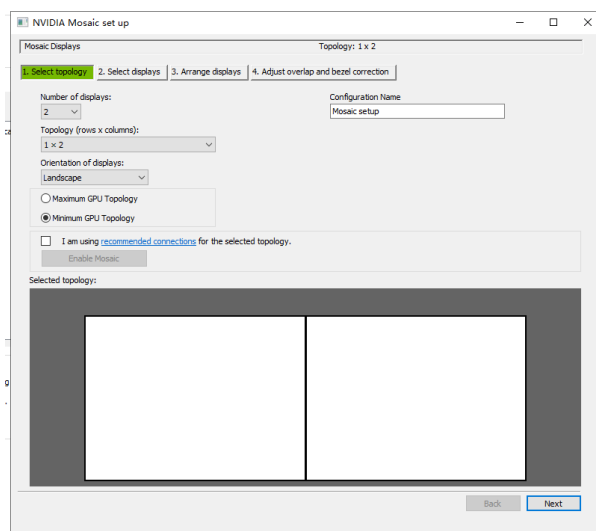 NVIDIA Mosaic set up
Mosaic Displays Topology: 1 x 2
1. Select topology 2. Select displays 3. Arrange displays 4. Adjust overlap and bezel correction
Number of displays: Configuration Name
2 Mosaic setup
Topology (rows x columns):
1 × 2
Orientation of displays:
Landscape
Maximum GPU Topology
Minimum GPU Topology
I am using recommended connections for the selected topology.
Enable Mosaic
Selected topology:
Back Next